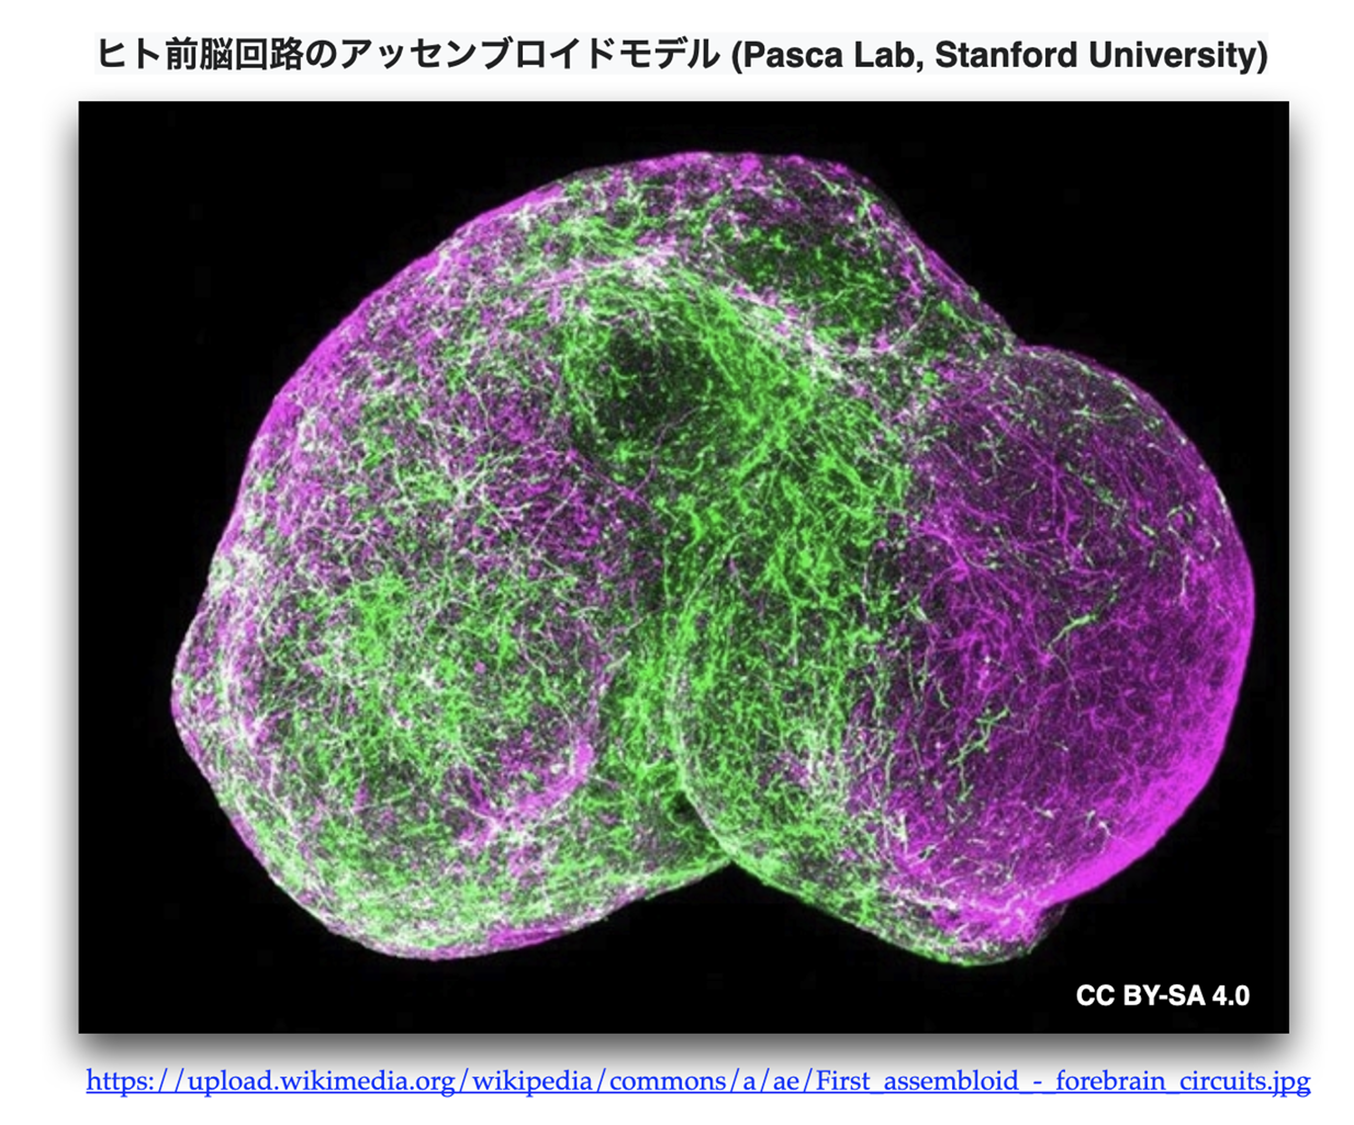 ヒト前脳回路のアッセンブロイドモデル (Pasca Lab, Stanford University)
CC BY-SA 4.0
https://upload.wikimedia.org/wikipedia/commons/a/ae/First_assembloid_-_forebrain_circuits.jpg